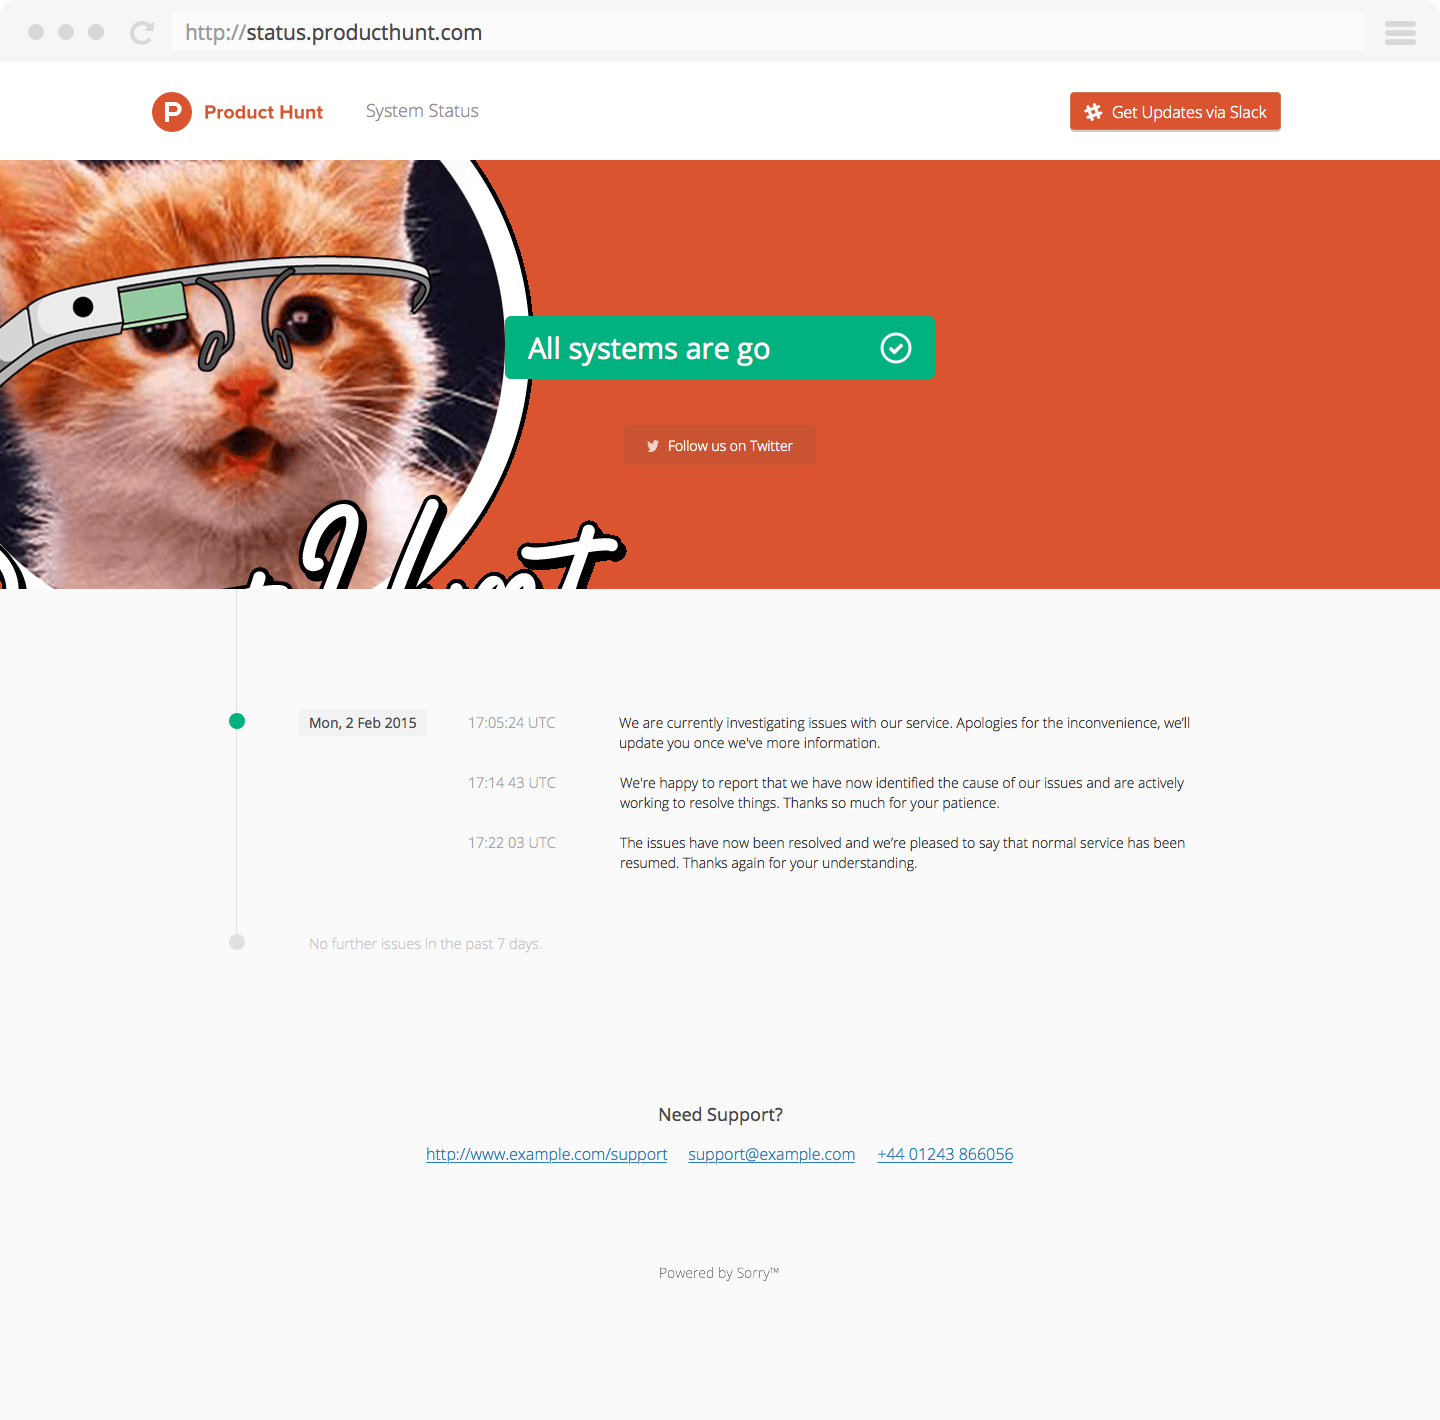 http://status.producthunt.com
P Product Hunt System Status
Get Updates via Slack
All systems are go
Follow us on Twitter
Hunt
Mon, 2 Feb 2015 17:05:24 UTC We are currently investigating issues with our service. Apologies for the inconvenience, we’ll
update you once we've more information.
17:14 43 UTC We're happy to report that we have now identified the cause of our issues and are actively
working to resolve things. Thanks so much for your patience.
17:22 03 UTC The issues have now been resolved and we’re pleased to say that normal service has been
resumed. Thanks again for your understanding.
No further issues in the past 7 days.
Need Support?
http://www.example.com/support support@example.com +44 01243 866056
Powered by Sorry™